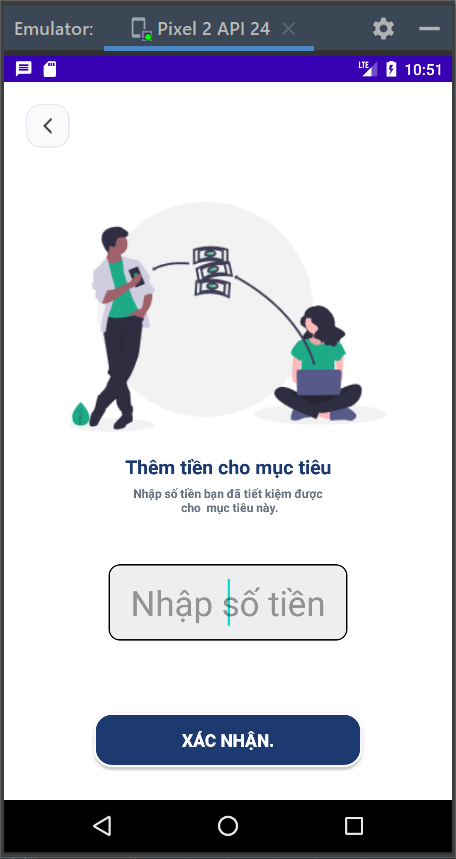 Emulator: Pixel 2 API 24
LTE 10:51
Thêm tiền cho mục tiêu
Nhập số tiền bạn đã tiết kiệm được
cho mục tiêu này.
Nhập số tiền
XÁC NHẬN.